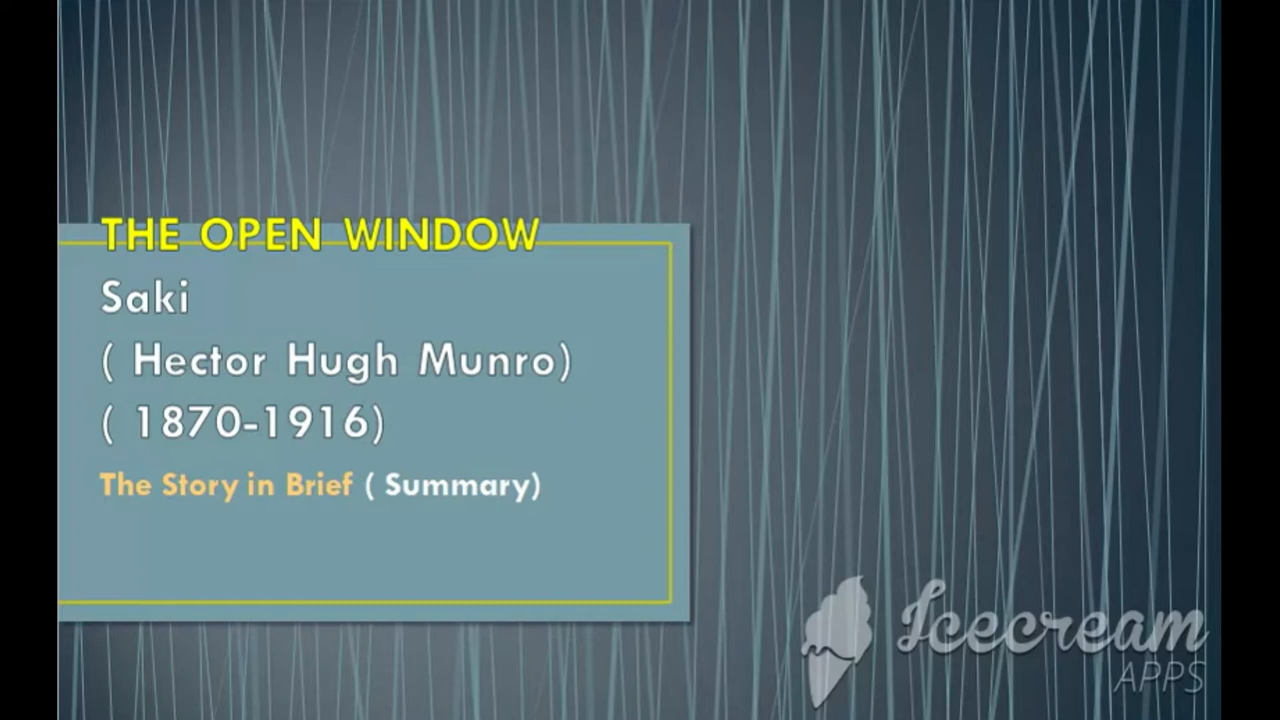 THE OPEN WINDOW
Saki
( Hector Hugh Munro)
( 1870-1916)
The Story in Brief ( Summary)
Icecream
APPS